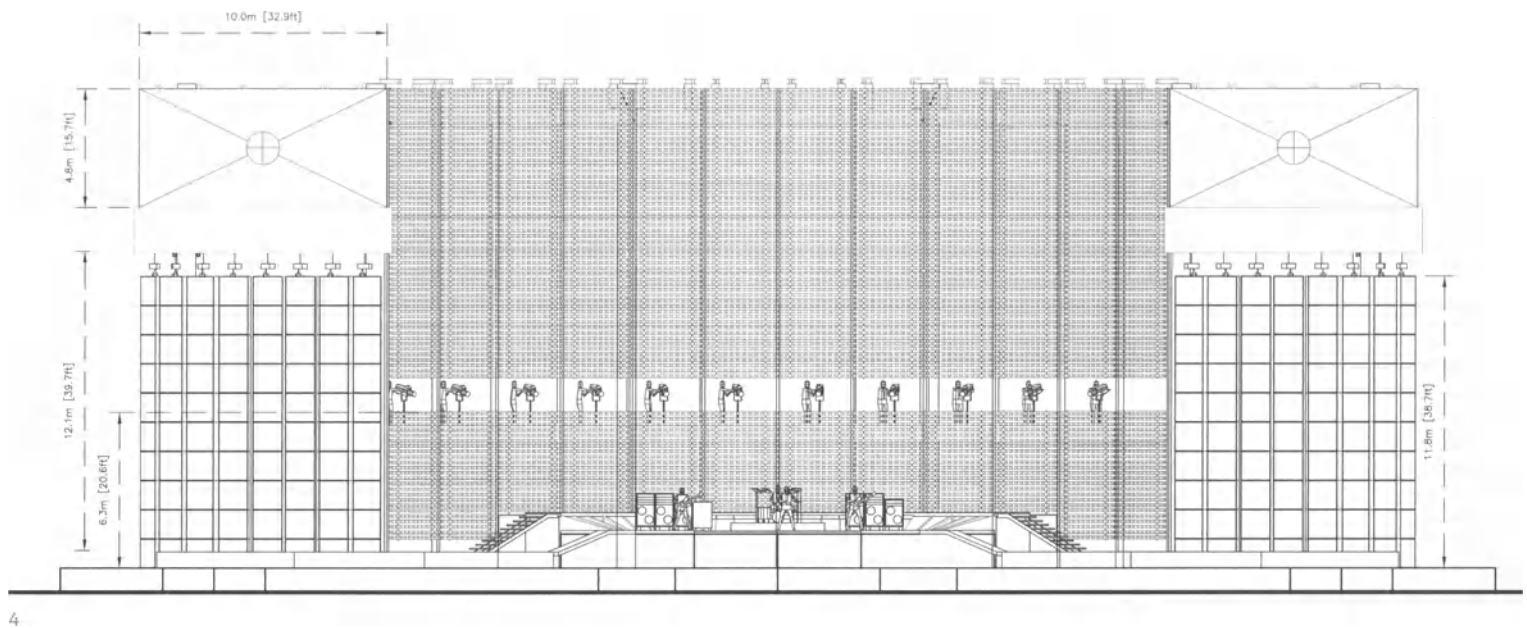 10.0m [32.9ft]
4.8m [15.7ft]
12.1m [39.7ft]
6.3m [20.6ft]
11.8m [38.7ft]
4